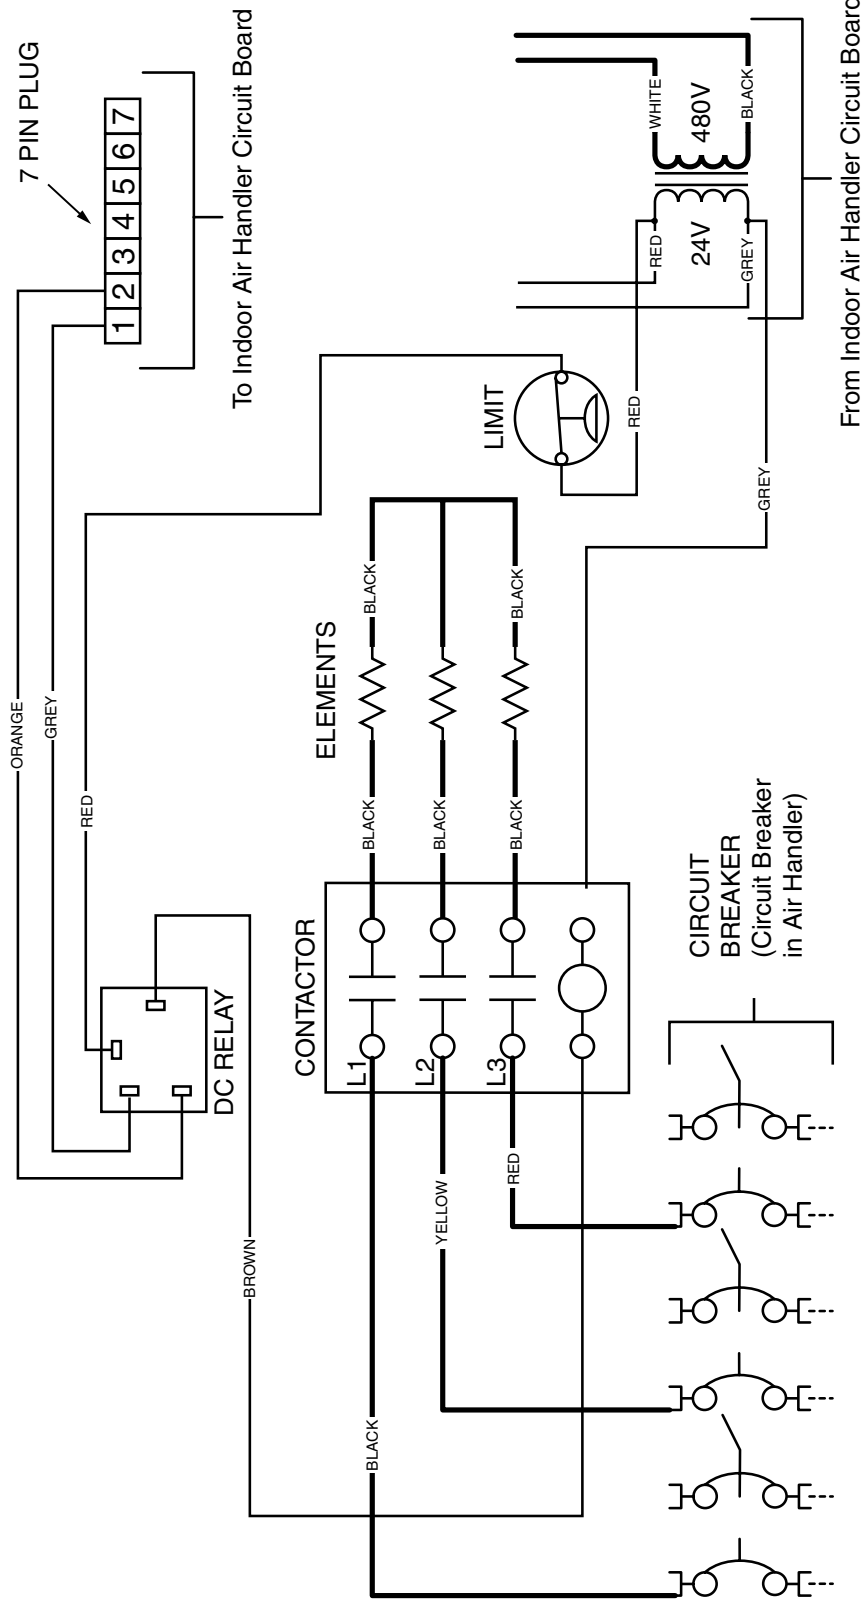 7 PIN PLUG
1 2 3 4 5 6 7
To Indoor Air Handler Circuit Board
ORANGE
GREY
RED
DC RELAY
BROWN
WHITE
480V
BLACK
RED
24V
GREY
From Indoor Air Handler Circuit Board
LIMIT
RED
GREY
ELEMENTS
BLACK
BLACK
BLACK
BLACK
BLACK
CONTACTOR
L1
L2
L3
BLACK
YELLOW
RED
CIRCUIT
BREAKER
(Circuit Breaker
in Air Handler)